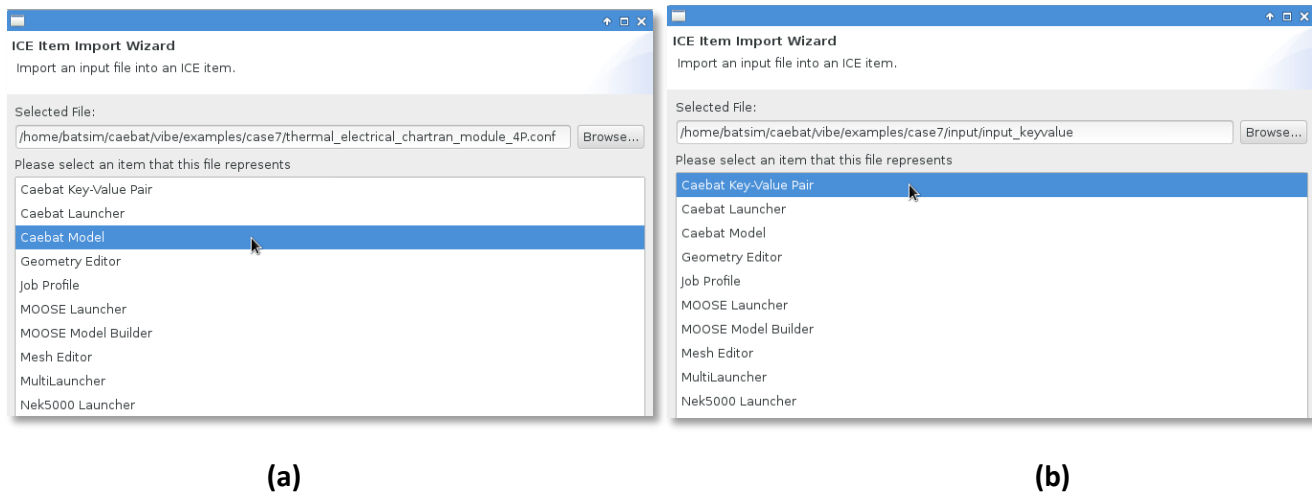 ICE Item Import Wizard
Import an input file into an ICE item.
Selected File:
/home/batsim/caebat/vibe/examples/case7/thermal_electrical_chartran_module_4P.conf Browse...
Please select an item that this file represents
Caebat Key-Value Pair
Caebat Launcher
Caebat Model
Geometry Editor
Job Profile
MOOSE Launcher
MOOSE Model Builder
Mesh Editor
MultiLauncher
Nek5000 Launcher
(a)
ICE Item Import Wizard
Import an input file into an ICE item.
Selected File:
/home/batsim/caebat/vibe/examples/case7/input/input_keyvalue Browse...
Please select an item that this file represents
Caebat Key-Value Pair
Caebat Launcher
Caebat Model
Geometry Editor
Job Profile
MOOSE Launcher
MOOSE Model Builder
Mesh Editor
MultiLauncher
Nek5000 Launcher
(b)